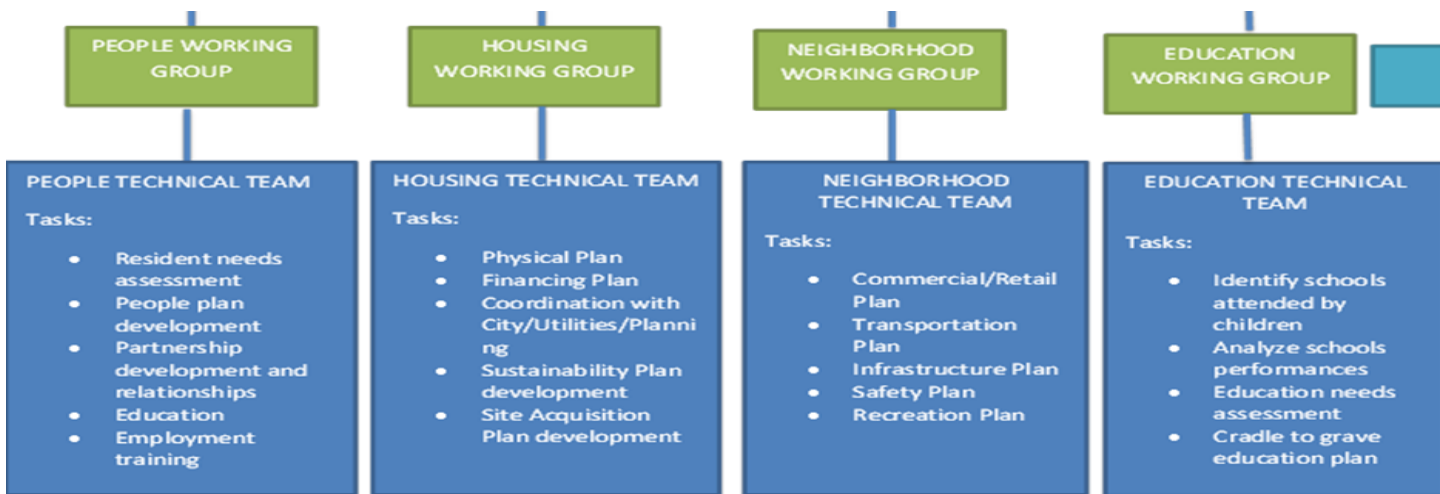 PEOPLE WORKING
GROUP
HOUSING
WORKING GROUP
NEIGHBORHOOD
WORKING GROUP
EDUCATION
WORKING GROUP
PEOPLE TECHNICAL TEAM
Tasks:
• Resident needs
assessment
• People plan
development
• Partnership
development and
relationships
• Education
• Employment
training
HOUSING TECHNICAL TEAM
Tasks:
• Physical Plan
• Financing Plan
• Coordination with
City/Utilities/Planni
ng
• Sustainability Plan
development
• Site Acquisition
Plan development
NEIGHBORHOOD
TECHNICAL TEAM
Tasks:
• Commercial/Retail
Plan
• Transportation
Plan
• Infrastructure Plan
• Safety Plan
• Recreation Plan
EDUCATION TECHNICAL
TEAM
Tasks:
• Identify schools
attended by
children
• Analyze schools
performances
• Education needs
assessment
• Cradle to grave
education plan